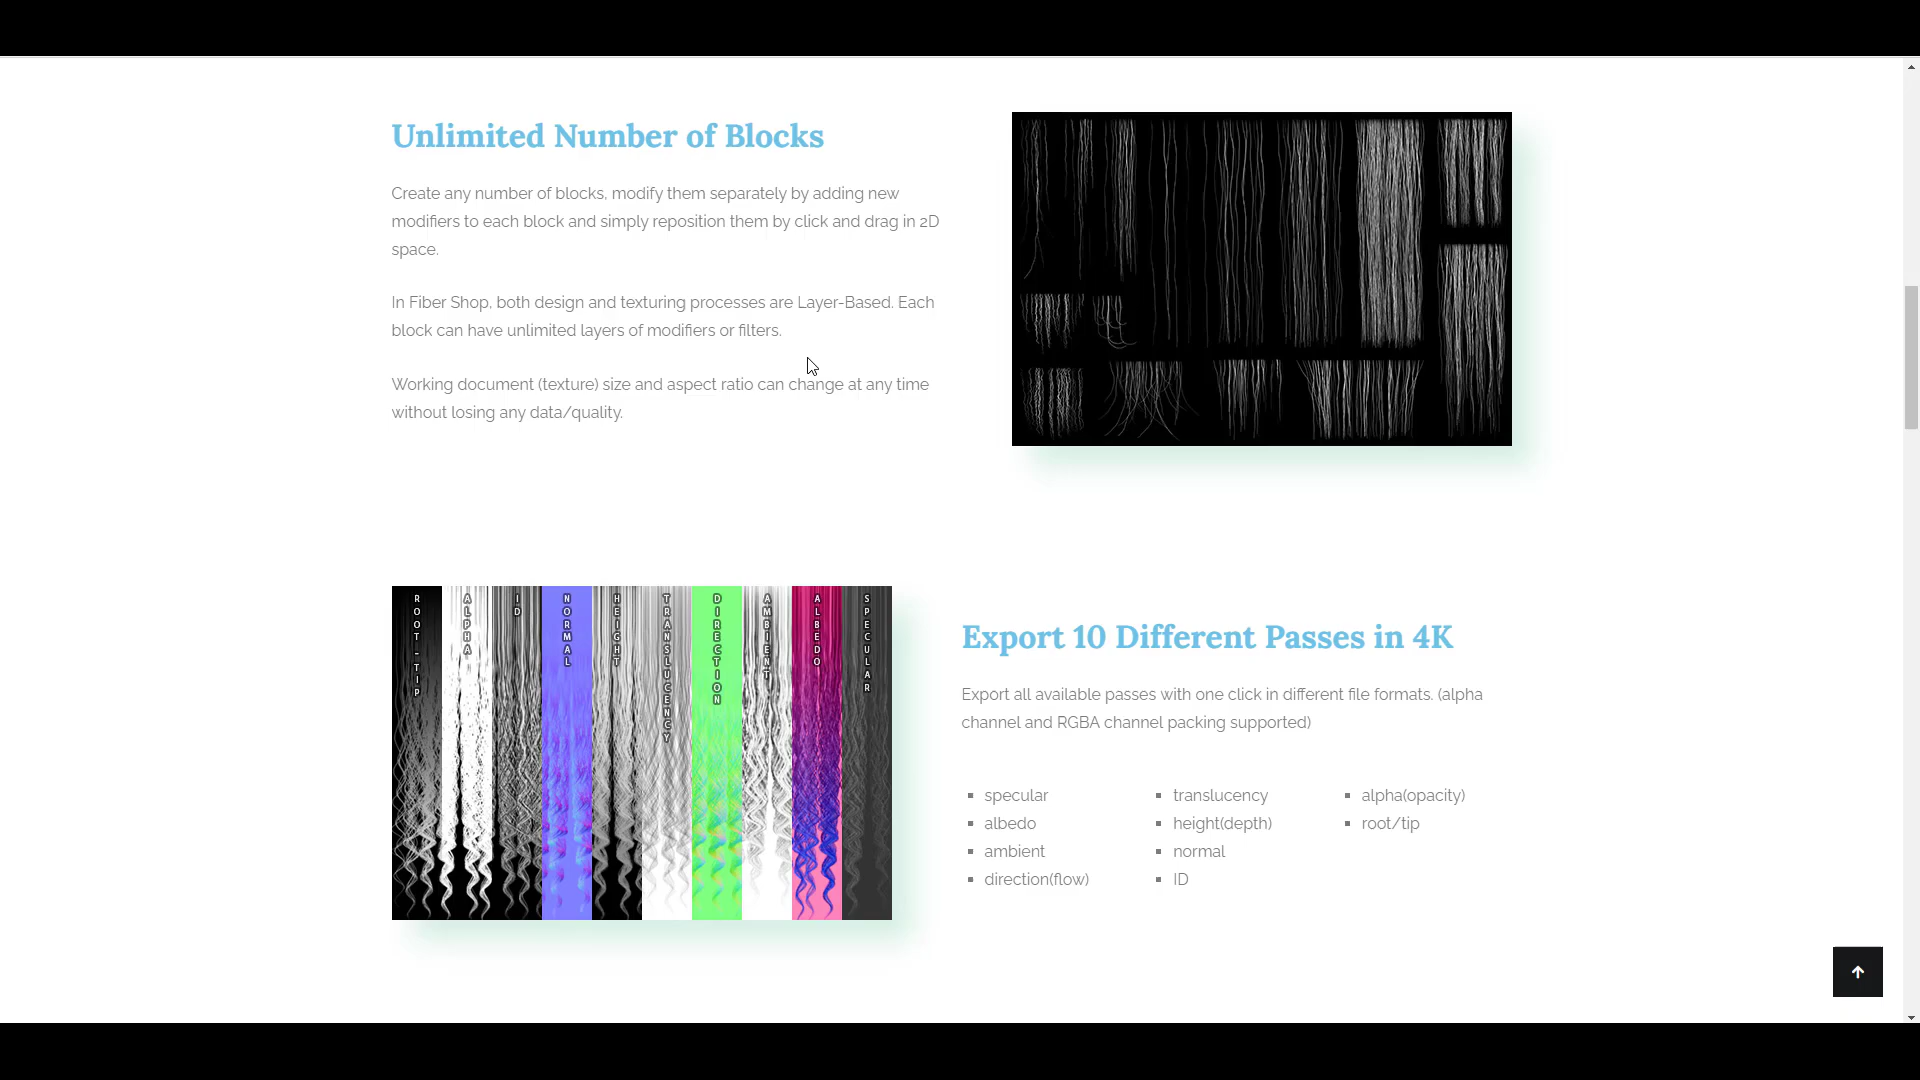 Unlimited Number of Blocks
Create any number of blocks, modify them separately by adding new
modifiers to each block and simply reposition them by click and drag in 2D
space.
In Fiber Shop, both design and texturing processes are Layer-Based. Each
block can have unlimited layers of modifiers or filters.
Working document (texture) size and aspect ratio can change at any time
without losing any data/quality.
ROOT-TIP
ALPHA
ID
NORMAL
HEIGHT
TRANSLUCENCY
DIRECTION
AMBIENT
ALBEDO
SPECULAR
Export 10 Different Passes in 4K
Export all available passes with one click in different file formats. (alpha
channel and RGBA channel packing supported)
specular
albedo
ambient
direction(flow)
translucency
height(depth)
normal
ID
alpha(opacity)
root/tip